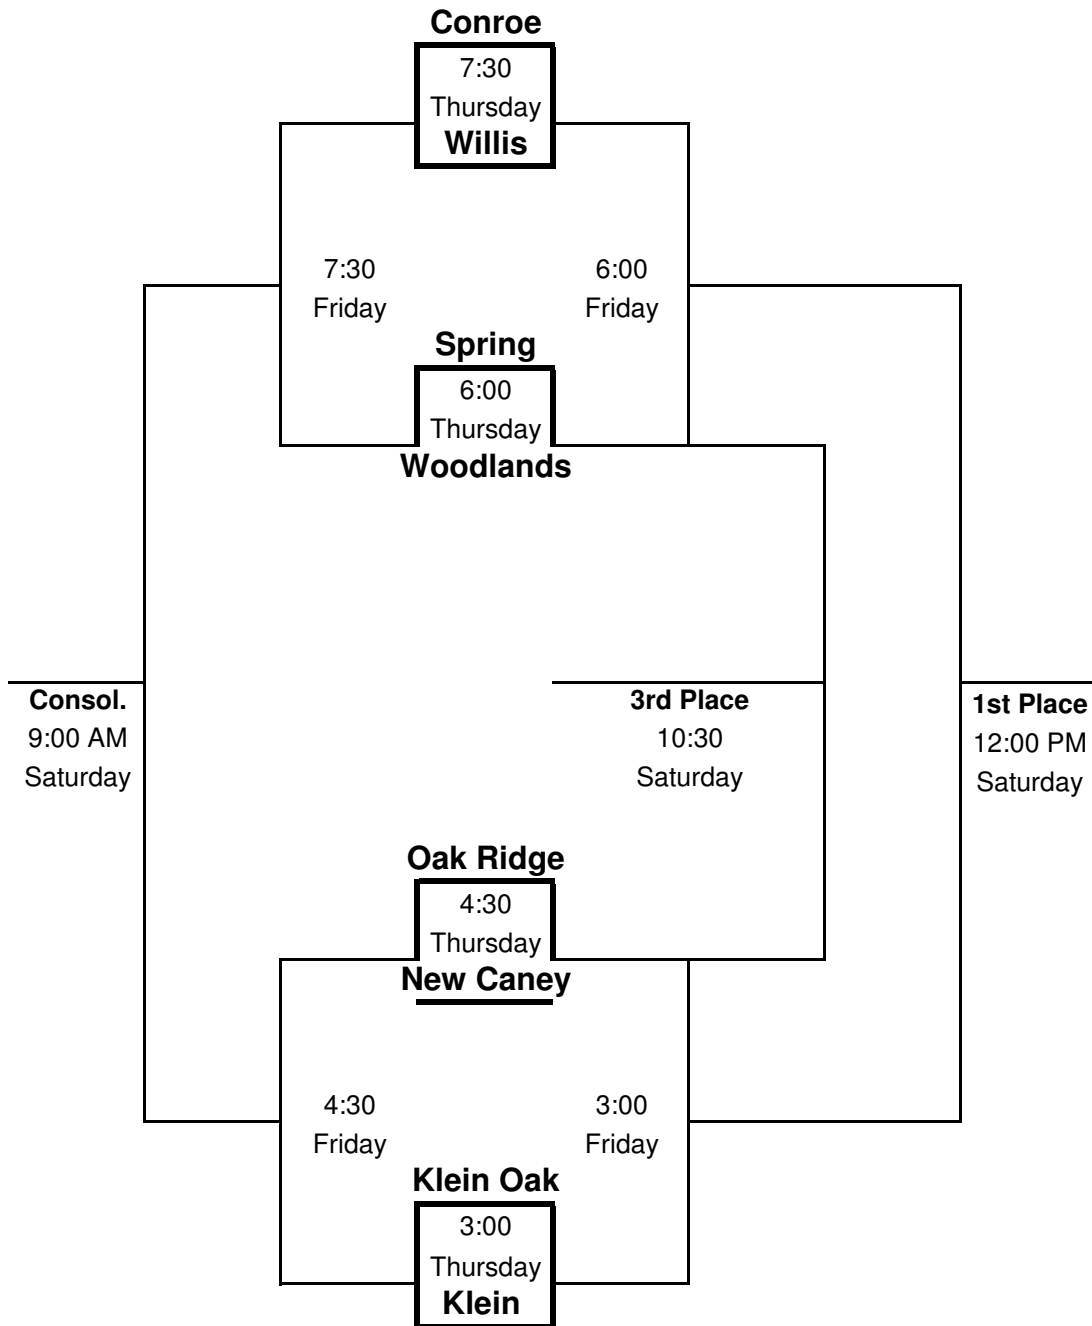 Conroe
7:30
Thursday
Willis
7:30
Friday
6:00
Friday
Spring
6:00
Thursday
Woodlands
Consol.
9:00 AM
Saturday
3rd Place
10:30
Saturday
1st Place
12:00 PM
Saturday
Oak Ridge
4:30
Thursday
New Caney
4:30
Friday
3:00
Friday
Klein Oak
3:00
Thursday
Klein